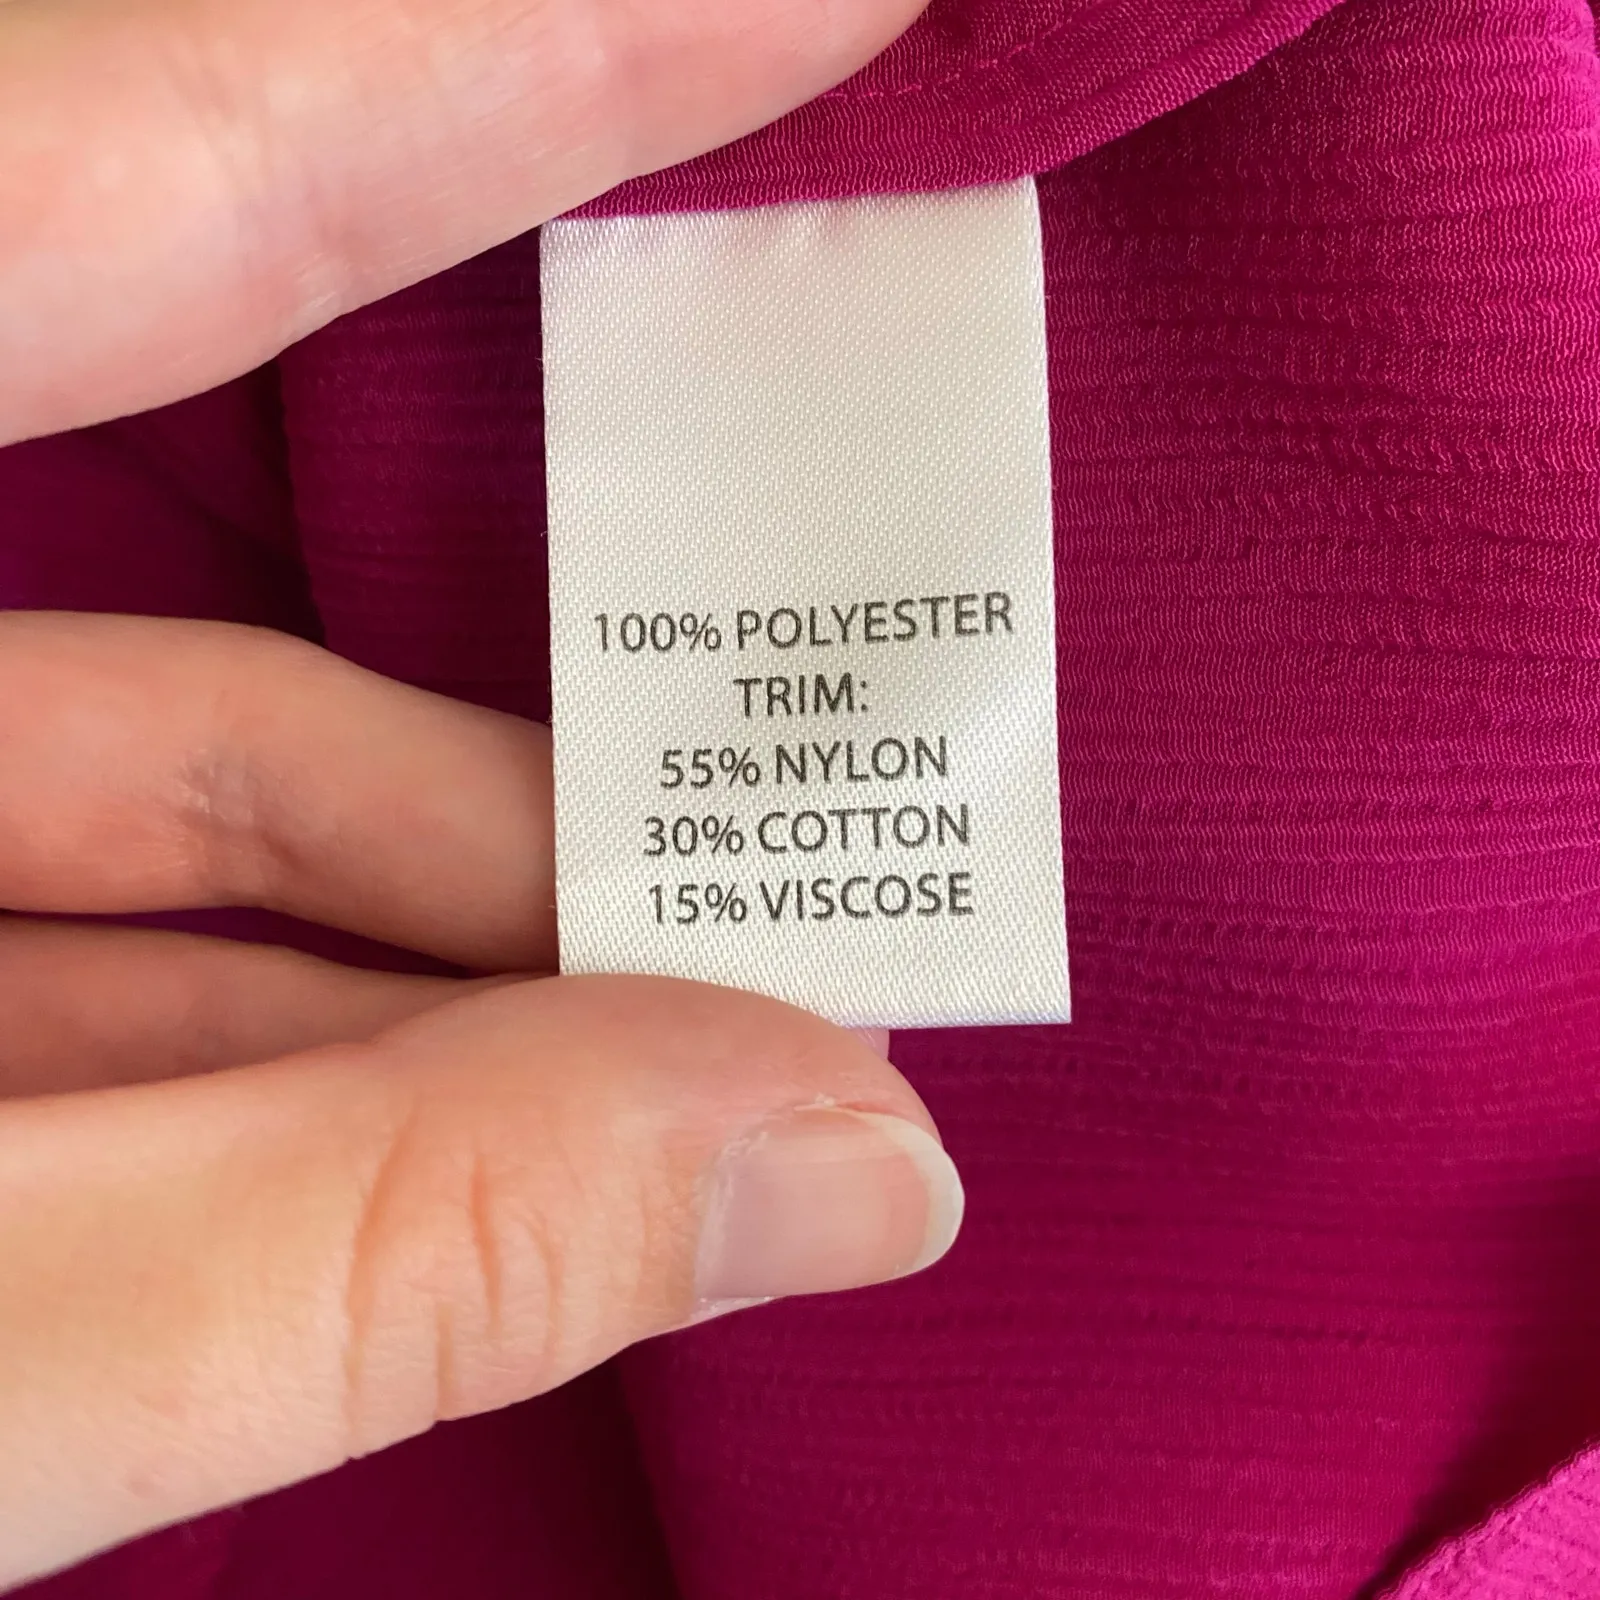 100% POLYESTER
TRIM:
55% NYLON
30% COTTON
15% VISCOSE